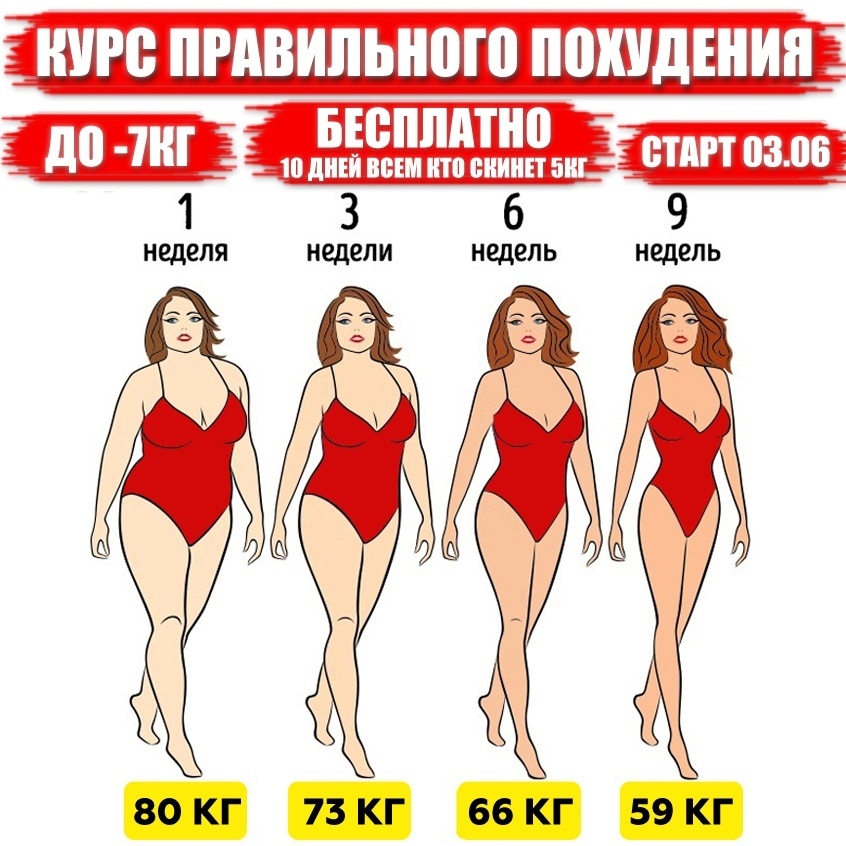 КУРС ПРАВИЛЬНОГО ПОХУДЕНИЯ
ДО -7КГ
БЕСПЛАТНО
10 ДНЕЙ ВСЕМ КТО СКИНЕТ 5КГ
СТАРТ 03.06
1
неделя
3
недели
6
недель
9
недель
80 КГ
73 КГ
66 КГ
59 КГ